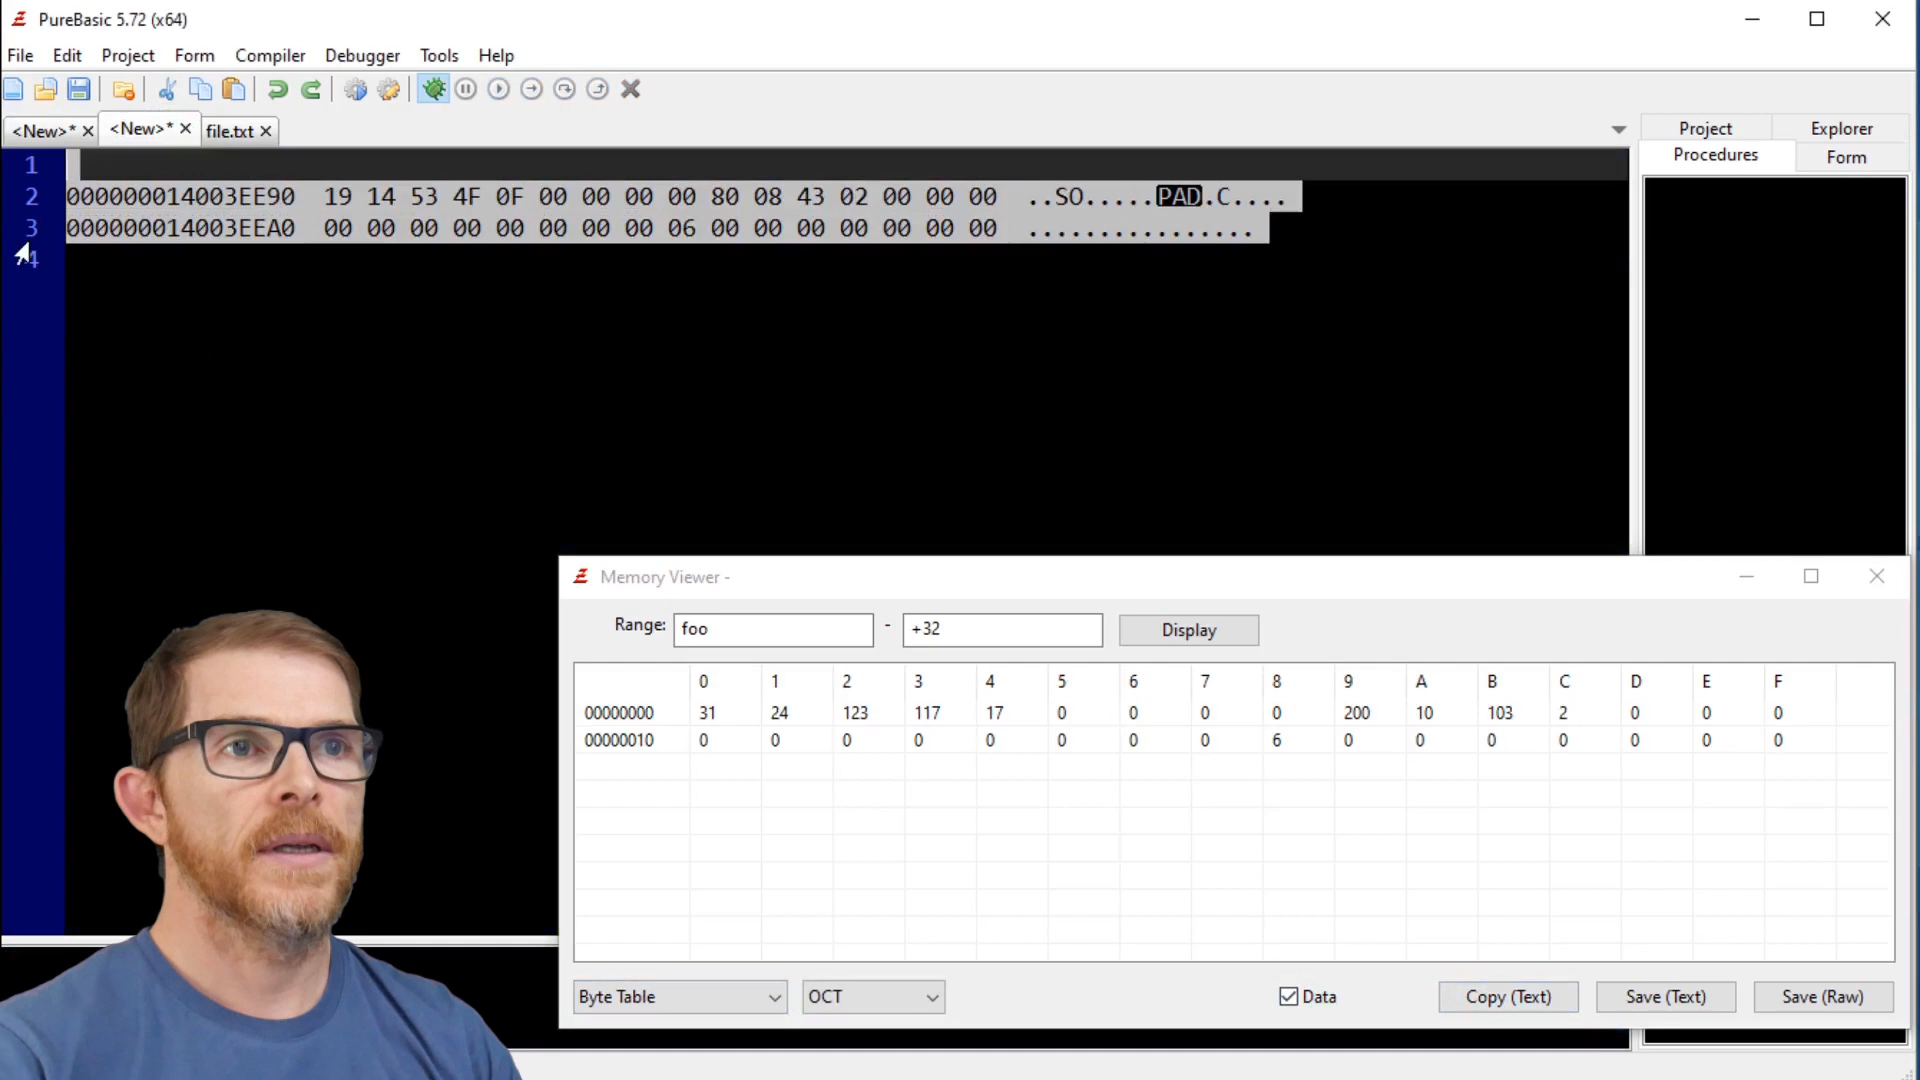 PureBasic 5.72 (x64)
File Edit Project Form Compiler Debugger Tools Help
<New>* <New>* file.txt
Project Explorer
Procedures Form
1
2 000000014003EE90 19 14 53 4F 0F 00 00 00 00 80 08 43 02 00 00 00 ..SO.....PAD.C....
3 000000014003EEA0 00 00 00 00 00 00 00 00 06 00 00 00 00 00 00 00 ................
4
Memory Viewer -
Range: foo - +32 Display
0 1 2 3 4 5 6 7 8 9 A B C D E F
00000000 31 24 123 117 17 0 0 0 0 200 10 103 2 0 0 0
00000010 0 0 0 0 0 0 0 0 6 0 0 0 0 0 0 0
Byte Table OCT Data Copy (Text) Save (Text) Save (Raw)